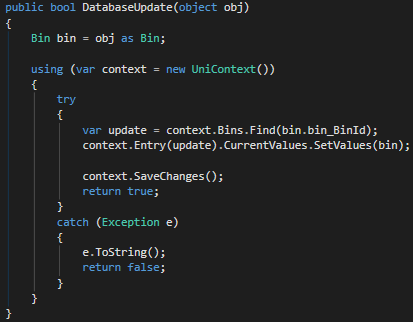 public bool DatabaseUpdate(object obj)
{
    Bin bin = obj as Bin;

    using (var context = new UniContext())
    {
        try
        {
            var update = context.Bins.Find(bin.bin_BinId);
            context.Entry(update).CurrentValues.SetValues(bin);

            context.SaveChanges();
            return true;
        }
        catch (Exception e)
        {
            e.ToString();
            return false;
        }
    }
}